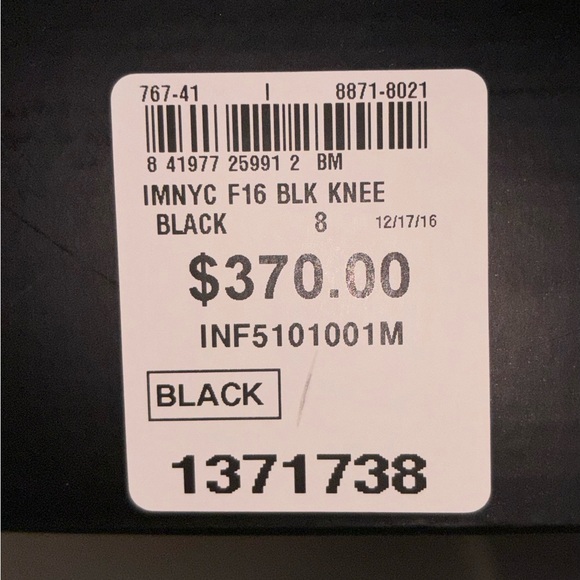 767-41 I 8871-8021
8 41977 25991 2 BM
IMNYC F16 BLK KNEE
BLACK 8 12/17/16
$370.00
INF5101001M
BLACK
1371738